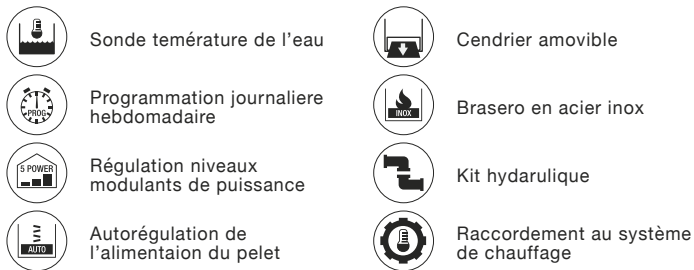 Sonde temérature de l'eau
PROG
Programmation journaliere
hebdomadaire
5 POWER
Régulation niveaux
modulants de puissance
AUTO
Autorégulation de
l'alimentaion du pelet
Cendrier amovible
INOX
Brasero en acier inox
Kit hydarulique
Raccordement au système
de chauffage